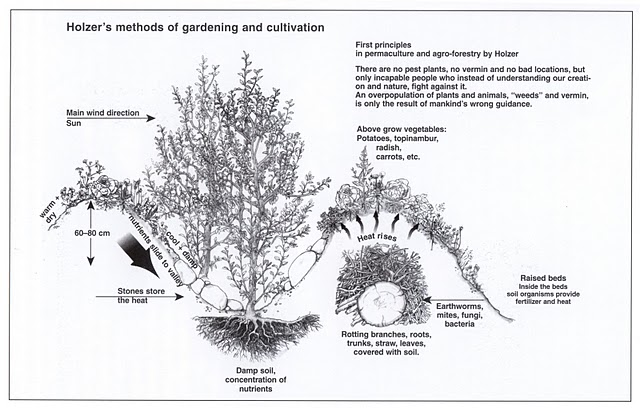 Holzer's methods of gardening and cultivation
First principles
in permaculture and agro-forestry by Holzer
There are no pest plants, no vermin and no bad locations, but
only incapable people who instead of understanding our creati-
on and nature, fight against it.
An overpopulation of plants and animals, "weeds" and vermin,
is only the result of mankind's wrong guidance.
Main wind direction
Sun
Above grow vegetables:
Potatoes, topinambur,
radish,
carrots, etc.
warm +
dry
60–80 cm
nutrients slide to valley
cool + damp
Heat rises
Stones store
the heat
Raised beds
Inside the beds
soil organisms provide
fertilizer and heat
Earthworms,
mites, fungi,
bacteria
Rotting branches, roots,
trunks, straw, leaves,
covered with soil.
Damp soil,
concentration of
nutrients